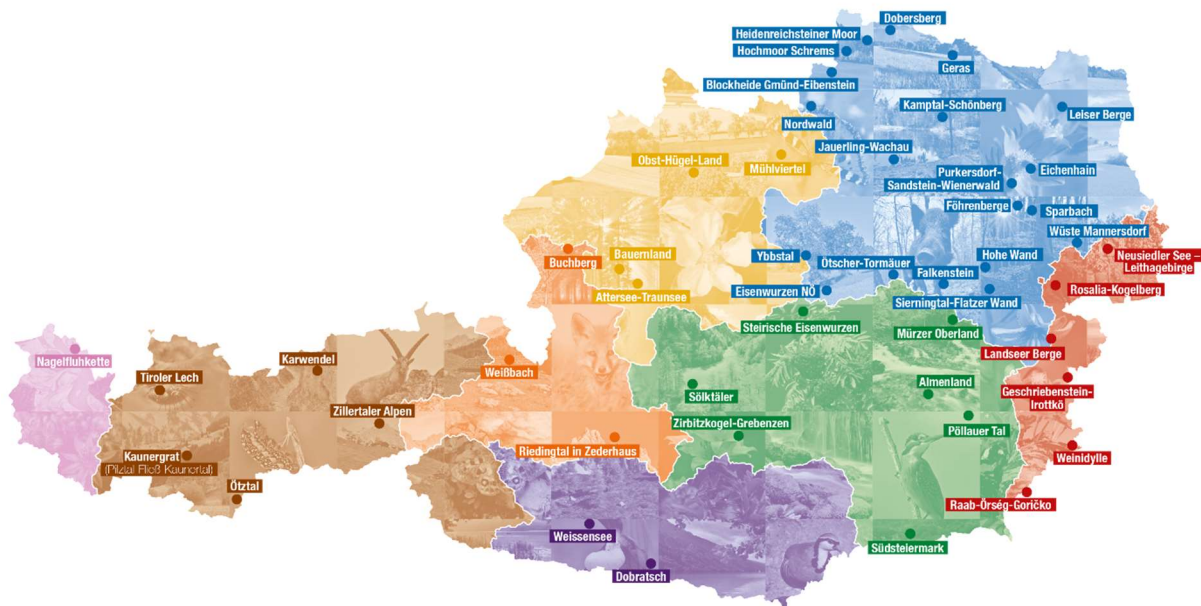 Dobersberg
Heidenreichsteiner Moor
Hochmoor Schrems
Geras
Blockheide Gmünd-Eibenstein
Kamptal-Schönberg
Leiser Berge
Nordwald
Jauerling-Wachau
Obst-Hügel-Land
Mühlviertel
Purkersdorf-
Sandstein-Wienerwald
Eichenhain
Föhrenberge
Sparbach
Wüste Mannersdorf
Buchberg
Bauernland
Ybbstal
Ötscher-Tormäuer
Hohe Wand
Neusiedler See –
Leithagebirge
Falkenstein
Attersee-Traunsee
Eisenwurzen NÖ
Sierningtal-Flatzer Wand
Rosalia-Kogelberg
Steirische Eisenwurzen
Mürzer Oberland
Landseer Berge
Nagelfluhkette
Karwendel
Tiroler Lech
Weißbach
Sölktäler
Almenland
Geschriebenstein-
Irottkö
Zillertaler Alpen
Zirbitzkogel-Grebenzen
Pöllauer Tal
Kaunergrat
(Pilztal Fließ Kaunertal)
Riedingtal in Zederhaus
Weinidylle
Ötztal
Raab-Örség-Goričko
Weissensee
Südsteiermark
Dobratsch